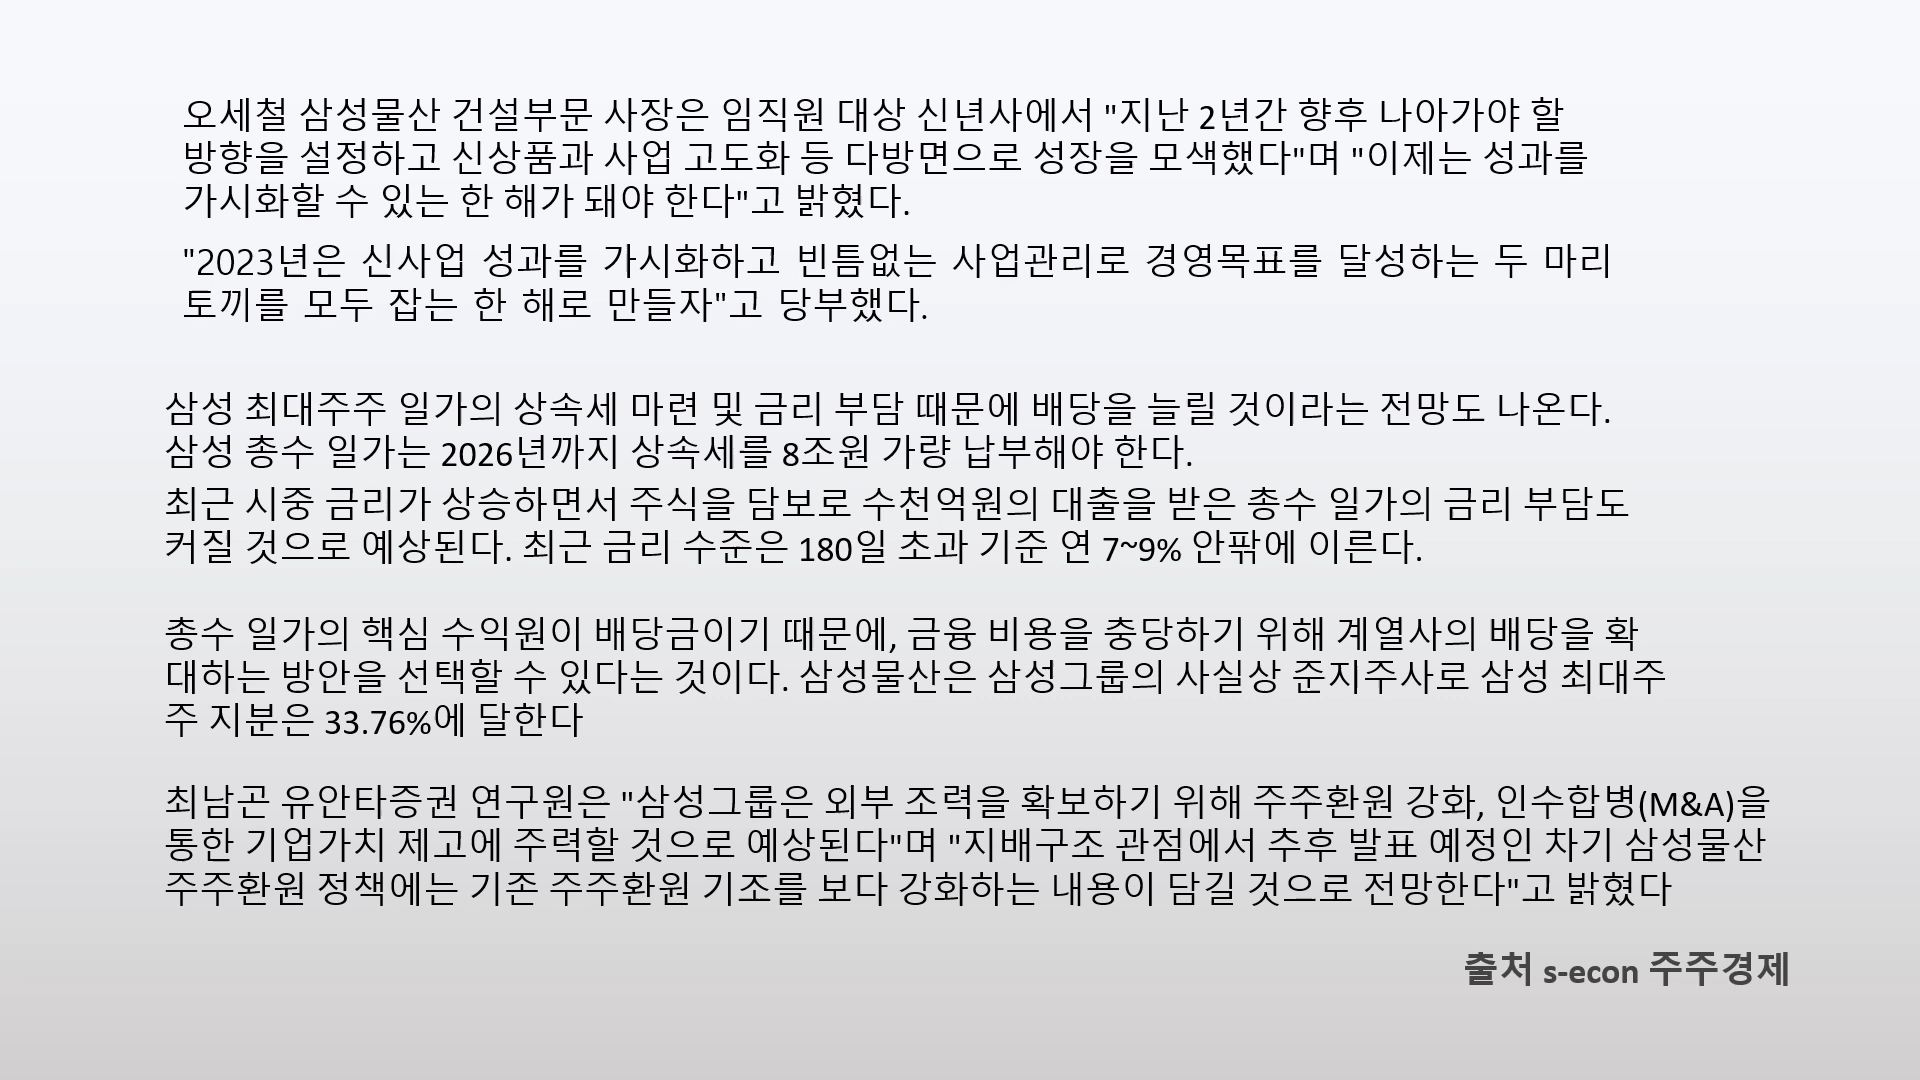 오세철 삼성물산 건설부문 사장은 임직원 대상 신년사에서 "지난 2년간 향후 나아가야 할
방향을 설정하고 신상품과 사업 고도화 등 다방면으로 성장을 모색했다"며 "이제는 성과를
가시화할 수 있는 한 해가 돼야 한다"고 밝혔다.
"2023년은 신사업 성과를 가시화하고 빈틈없는 사업관리로 경영목표를 달성하는 두 마리
토끼를 모두 잡는 한 해로 만들자"고 당부했다.
삼성 최대주주 일가의 상속세 마련 및 금리 부담 때문에 배당을 늘릴 것이라는 전망도 나온다.
삼성 총수 일가는 2026년까지 상속세를 8조원 가량 납부해야 한다.
최근 시중 금리가 상승하면서 주식을 담보로 수천억원의 대출을 받은 총수 일가의 금리 부담도
커질 것으로 예상된다. 최근 금리 수준은 180일 초과 기준 연 7~9% 안팎에 이른다.
총수 일가의 핵심 수익원이 배당금이기 때문에, 금융 비용을 충당하기 위해 계열사의 배당을 확
대하는 방안을 선택할 수 있다는 것이다. 삼성물산은 삼성그룹의 사실상 준지주사로 삼성 최대주
주 지분은 33.76%에 달한다
최남곤 유안타증권 연구원은 "삼성그룹은 외부 조력을 확보하기 위해 주주환원 강화, 인수합병(M&A)을
통한 기업가치 제고에 주력할 것으로 예상된다"며 "지배구조 관점에서 추후 발표 예정인 차기 삼성물산
주주환원 정책에는 기존 주주환원 기조를 보다 강화하는 내용이 담길 것으로 전망한다"고 밝혔다
출처 s-econ 주주경제